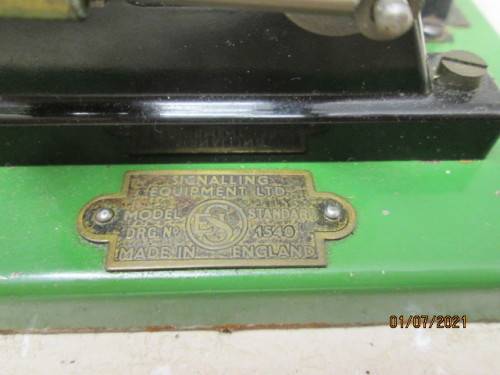 SIGNALLING
EQUIPMENT LTD.
MODEL STANDARD
DRG. No 1540
MADE IN ENGLAND
01/07/2021